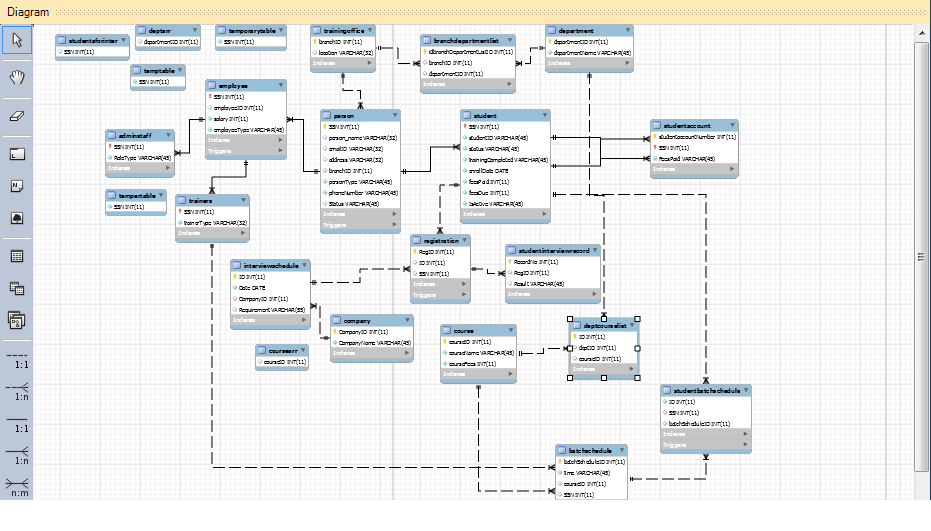 Diagram
studentsforinter
SSN INT(11)
deptarr
departmentID INT(11)
temporarytable
SSN INT(11)
temptable
SSN INT(11)
trainingoffice
branchID INT(11)
location VARCHAR(32)
Indexes
branchdepartmentlist
idbranchDepartmentList INT(11)
branchID INT(11)
departmentID INT(11)
Indexes
department
departmentID INT(11)
departmentName VARCHAR(45)
Indexes
employee
SSN INT(11)
employeeID INT(11)
salary INT(11)
employeeType VARCHAR(45)
Indexes
Triggers
adminstaff
SSN INT(11)
RoleType VARCHAR(45)
Indexes
tempertable
SSN INT(11)
trainers
SSN INT(11)
trainerType VARCHAR(32)
Indexes
person
SSN INT(11)
person_name VARCHAR(32)
emailID VARCHAR(32)
address VARCHAR(32)
branchID INT(11)
personType VARCHAR(45)
phoneNumber VARCHAR(45)
Status VARCHAR(45)
Indexes
Triggers
student
SSN INT(11)
studentID VARCHAR(45)
status VARCHAR(45)
trainingCompleted VARCHAR(45)
enrollDate DATE
feesPaid INT(11)
feesDue INT(11)
isActive VARCHAR(45)
Indexes
studentaccount
studentaccountNumber INT(11)
SSN INT(11)
FeesPaid VARCHAR(45)
Indexes
registration
RegID INT(11)
ID INT(11)
SSN INT(11)
Indexes
Triggers
studentinterviewrecord
RecordNo INT(11)
RegID INT(11)
Result VARCHAR(45)
Indexes
interviewschedule
ID INT(11)
Date DATE
CompanyID INT(11)
Requirement VARCHAR(55)
Indexes
company
CompanyID INT(11)
CompanyName VARCHAR(45)
Indexes
coursearr
courseID INT(11)
course
courseID INT(11)
courseName VARCHAR(45)
courseFees INT(11)
Indexes
deptcourselist
ID INT(11)
deptID INT(11)
courseID INT(11)
Indexes
studentbatchschedule
ID INT(11)
SSN INT(11)
batchScheduleID INT(11)
Indexes
Triggers
batchschedule
batchScheduleID INT(11)
time VARCHAR(45)
courseID INT(11)
SSN INT(11)
1:1
1:n
1:1
1:n
n:m